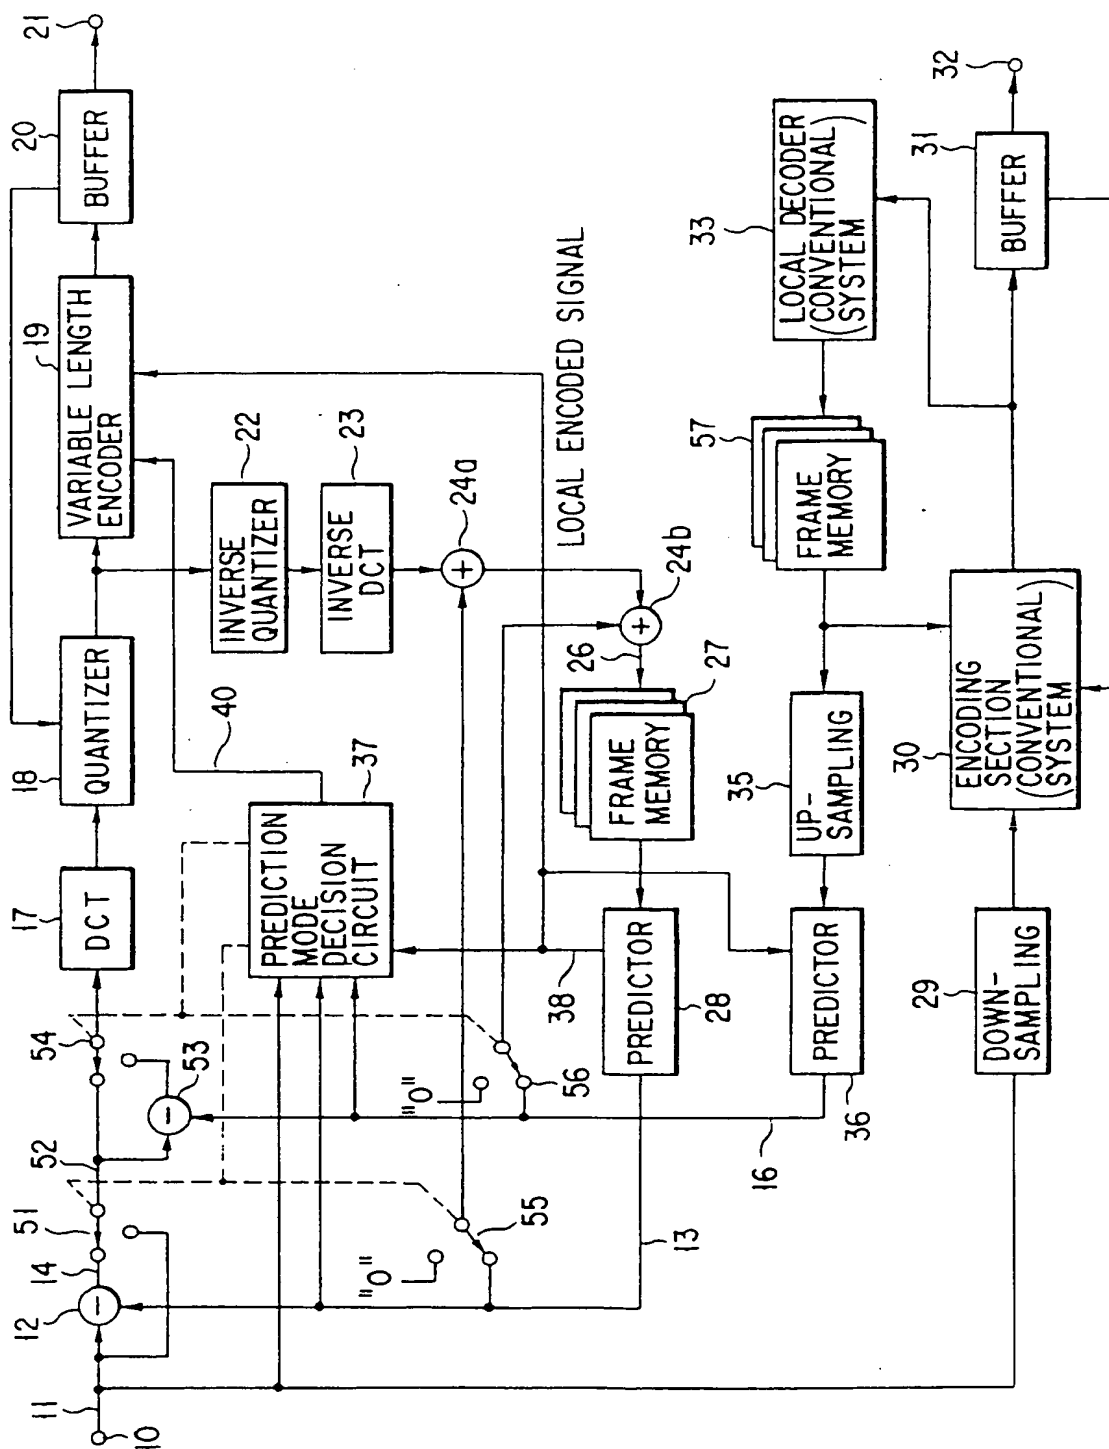 10
11
12
14
51
52
53
54
17
DCT
18
QUANTIZER
19
VARIABLE LENGTH
ENCODER
20
BUFFER
21
40
37
PREDICTION
MODE
DECISION
CIRCUIT
22
INVERSE
QUANTIZER
23
INVERSE
DCT
24a
+
LOCAL ENCODED SIGNAL
24b
+
26
27
FRAME
MEMORY
"0"
55
"0"
56
38
PREDICTOR
28
13
16
PREDICTOR
36
35
UP-
SAMPLING
57
FRAME
MEMORY
33
LOCAL DECODER
(CONVENTIONAL
SYSTEM)
29
DOWN-
SAMPLING
30
ENCODING
SECTION
(CONVENTIONAL
SYSTEM)
31
BUFFER
32